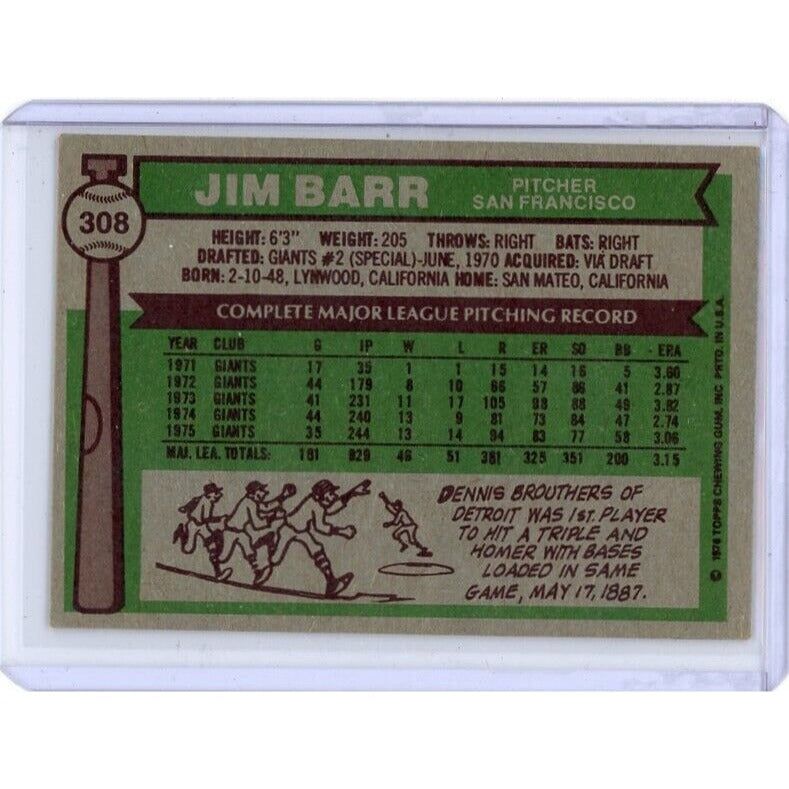 T
308
JIM BARR
PITCHER
SAN FRANCISCO
HEIGHT: 6'3" WEIGHT: 205 THROWS: RIGHT BATS: RIGHT
DRAFTED: GIANTS #2 (SPECIAL)-JUNE, 1970 ACQUIRED: VIA DRAFT
BORN: 2-10-48, LYNWOOD, CALIFORNIA HOME: SAN MATEO, CALIFORNIA
COMPLETE MAJOR LEAGUE PITCHING RECORD
YEAR CLUB G IP W L R ER SO BB ERA
1971 GIANTS 17 35 1 1 15 14 16 5 3.60
1972 GIANTS 44 179 8 10 66 57 86 41 2.87
1973 GIANTS 41 231 11 17 105 98 88 49 3.82
1974 GIANTS 44 240 13 9 81 73 84 47 2.74
1975 GIANTS 35 244 13 14 94 83 77 58 3.06
MAJ. LEA. TOTALS: 181 929 46 51 361 325 351 200 3.15
DENNIS BROUTHERS OF
DETROIT WAS 1ST. PLAYER
TO HIT A TRIPLE AND
HOMER WITH BASES
LOADED IN SAME
GAME, MAY 17, 1887.
© 1976 TOPPS CHEWING GUM, INC. PRTD. IN U.S.A.